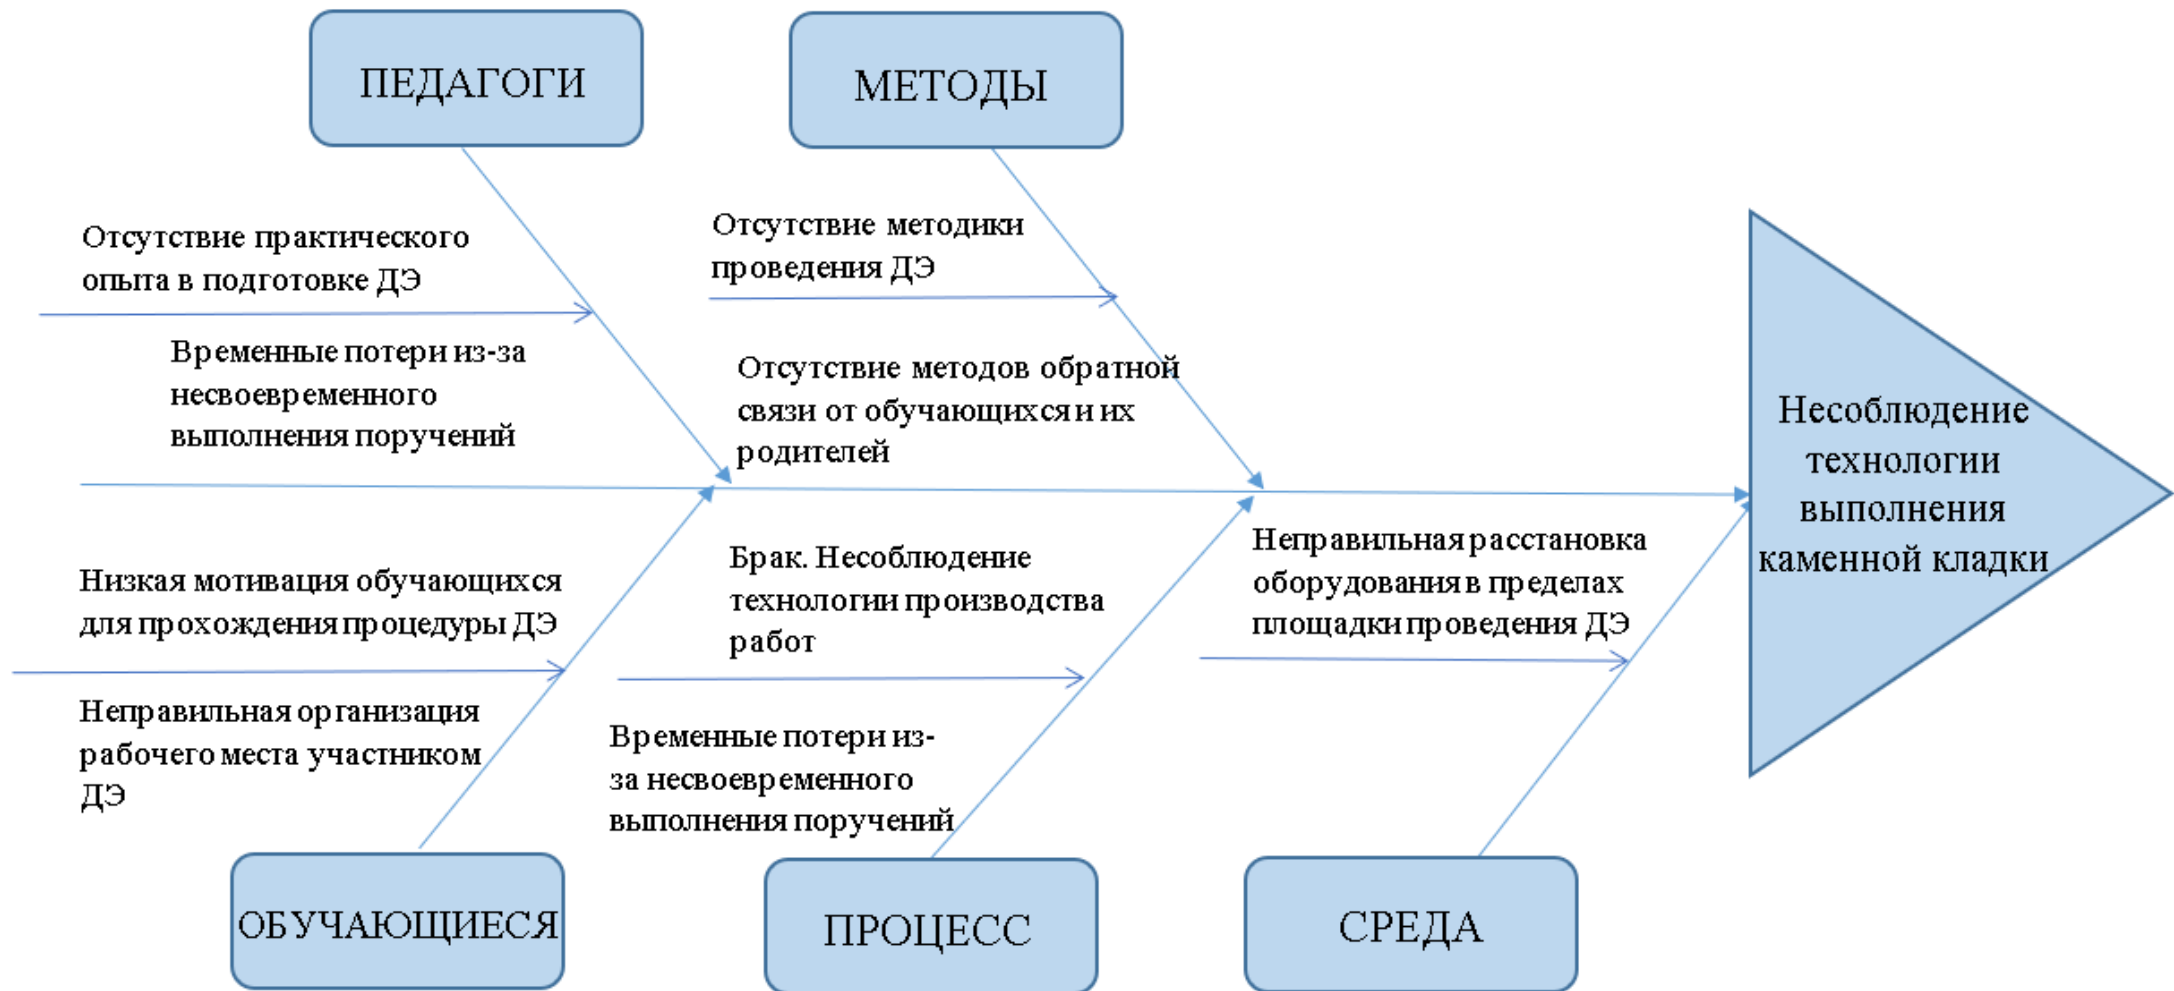 ПЕДАГОГИ
МЕТОДЫ
Отсутствие практического
опыта в подготовке ДЭ
Временные потери из-за
несвоевременного
выполнения поручений
Отсутствие методики
проведения ДЭ
Отсутствие методов обратной
связи от обучающихся и их
родителей
Несоблюдение
технологии
выполнения
каменной кладки
Низкая мотивация обучающихся
для прохождения процедуры ДЭ
Неправильная организация
рабочего места участником
ДЭ
Брак. Несоблюдение
технологии производства
работ
Временные потери из-
за несвоевременного
выполнения поручений
Неправильная расстановка
оборудования в пределах
площадки проведения ДЭ
ОБУЧАЮЩИЕСЯ
ПРОЦЕСС
СРЕДА